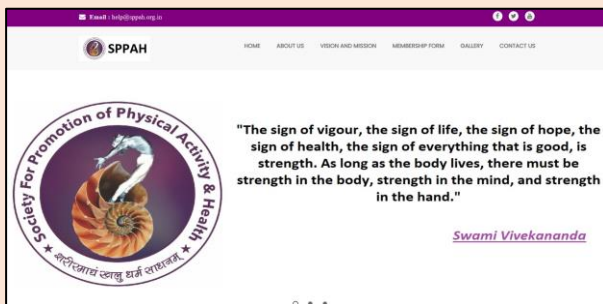 Email : help@sppah.org.in
SPPAH
HOME ABOUT US VISION AND MISSION MEMBERSHIP FORM GALLERY CONTACT US
Society For Promotion of Physical Activity & Health
शरीरमाद्यं खलु धर्म साधनम्
"The sign of vigour, the sign of life, the sign of hope, the
sign of health, the sign of everything that is good, is
strength. As long as the body lives, there must be
strength in the body, strength in the mind, and strength
in the hand."
Swami Vivekananda